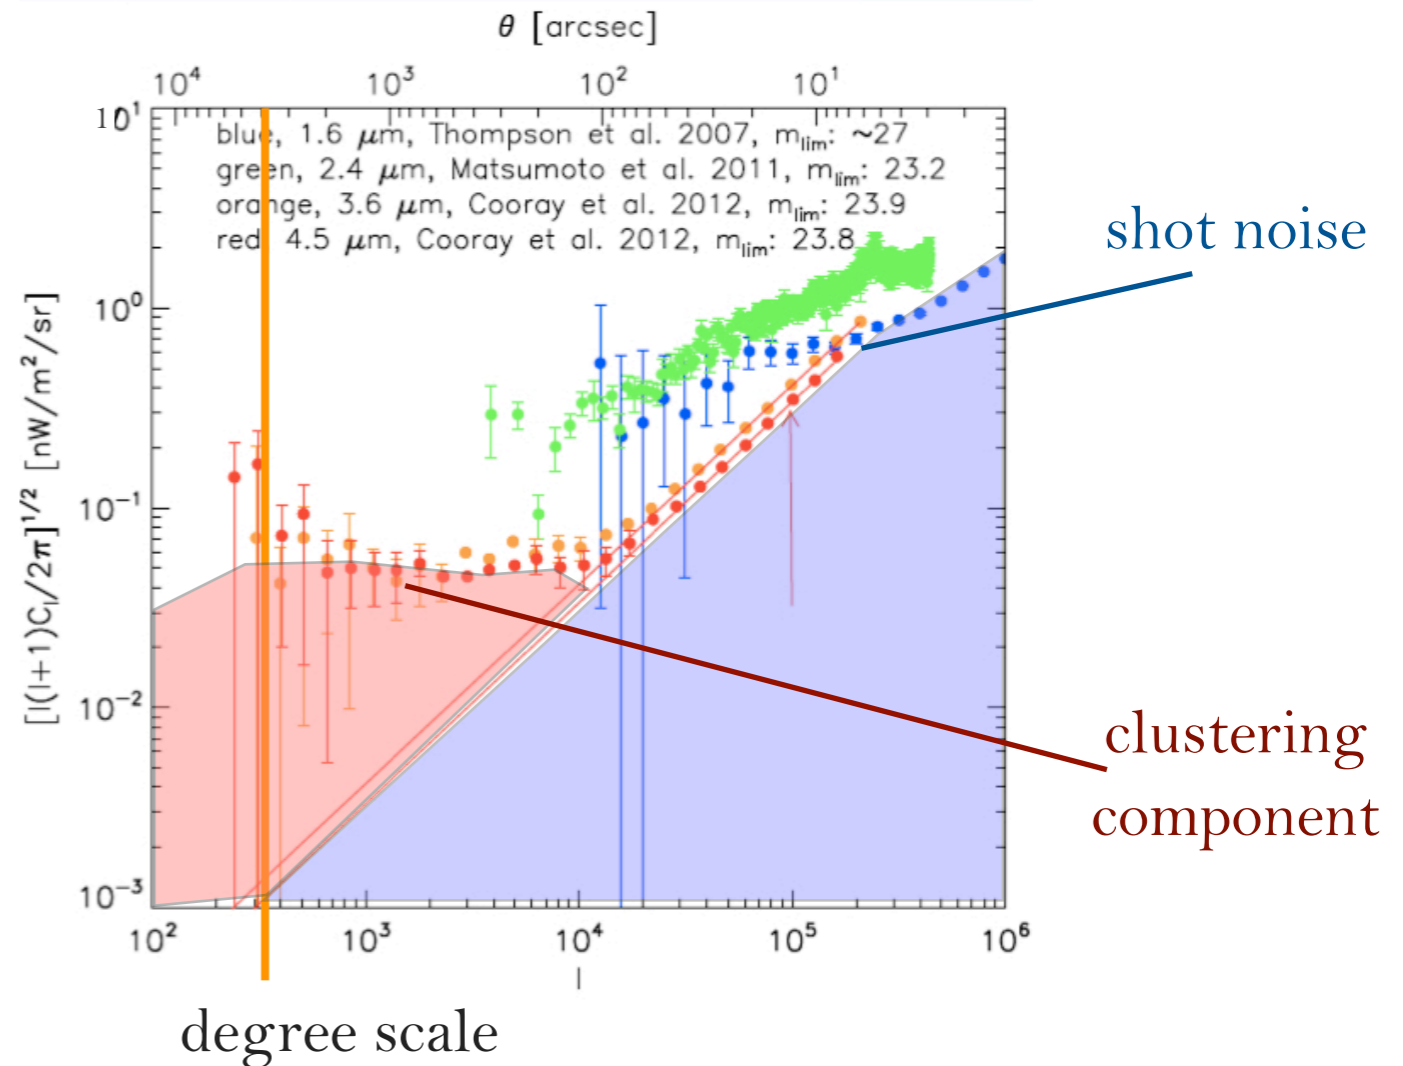 θ [arcsec]
10⁴ 10³ 10² 10¹
10¹
blue, 1.6 μm, Thompson et al. 2007, m_lim: ~27
green, 2.4 μm, Matsumoto et al. 2011, m_lim: 23.2
orange, 3.6 μm, Cooray et al. 2012, m_lim: 23.9
red, 4.5 μm, Cooray et al. 2012, m_lim: 23.8
shot noise
10⁰
[l(l+1)C_l/2π]^1/2 [nW/m²/sr]
10⁻¹
10⁻²
clustering
component
10⁻³
10² 10³ 10⁴ 10⁵ 10⁶
l
degree scale